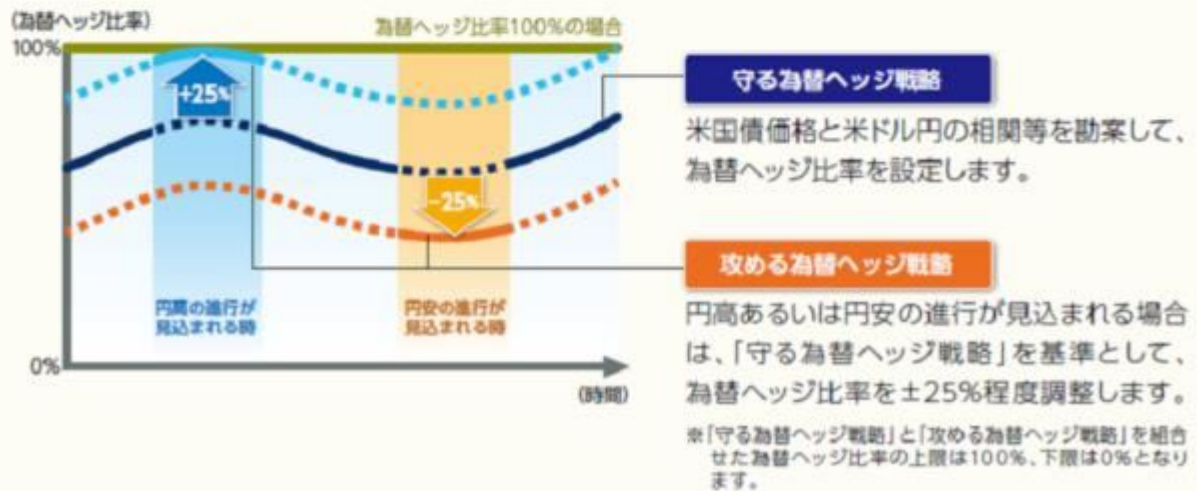 (為替ヘッジ比率)
為替ヘッジ比率100%の場合
100%
+25%
-25%
円高の進行が
見込まれる時
円安の進行が
見込まれる時
0%
(時間)
守る為替ヘッジ戦略
米国債価格と米ドル円の相関等を勘案して、
為替ヘッジ比率を設定します。
攻める為替ヘッジ戦略
円高あるいは円安の進行が見込まれる場合
は、「守る為替ヘッジ戦略」を基準として、
為替ヘッジ比率を±25%程度調整します。
※「守る為替ヘッジ戦略」と「攻める為替ヘッジ戦略」を組合
せた為替ヘッジ比率の上限は100%、下限は0%となり
ます。